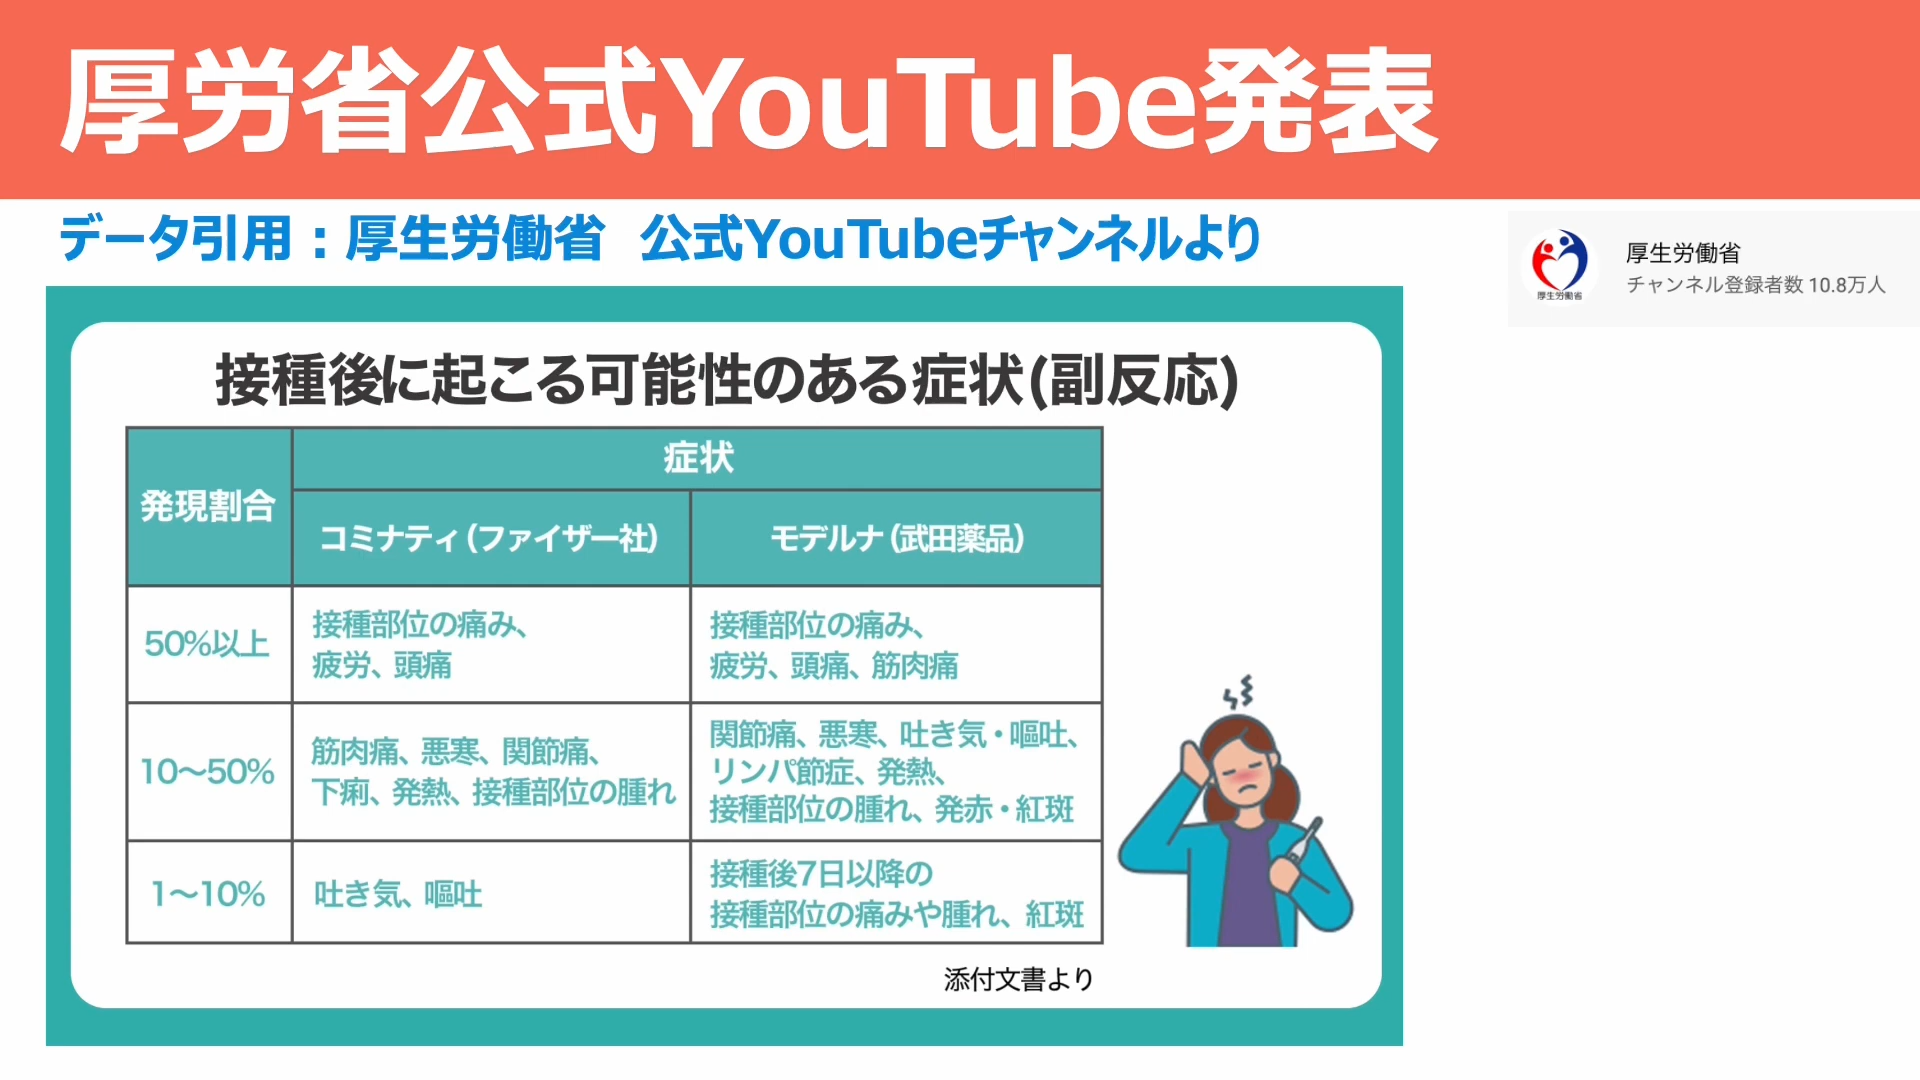 厚労省公式YouTube発表
データ引用：厚生労働省 公式YouTubeチャンネルより
厚生労働省
厚生労働省
チャンネル登録者数 10.8万人
接種後に起こる可能性のある症状(副反応)
発現割合
症状
コミナティ(ファイザー社)
モデルナ(武田薬品)
50%以上
接種部位の痛み、
疲労、頭痛
接種部位の痛み、
疲労、頭痛、筋肉痛
10～50%
筋肉痛、悪寒、関節痛、
下痢、発熱、接種部位の腫れ
関節痛、悪寒、吐き気・嘔吐、
リンパ節症、発熱、
接種部位の腫れ、発赤・紅斑
1～10%
吐き気、嘔吐
接種後7日以降の
接種部位の痛みや腫れ、紅斑
添付文書より